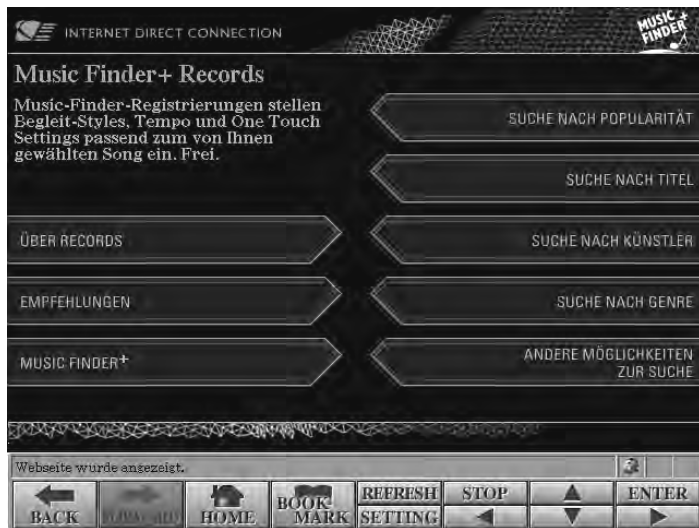 INTERNET DIRECT CONNECTION
MUSIC +
FINDER
Music Finder+ Records
Music-Finder-Registrierungen stellen
Begleit-Styles, Tempo und One Touch
Settings passend zum von Ihnen
gewählten Song ein. Frei.
SUCHE NACH POPULARITÄT
SUCHE NACH TITEL
ÜBER RECORDS
SUCHE NACH KÜNSTLER
EMPFEHLUNGEN
SUCHE NACH GENRE
MUSIC FINDER+
ANDERE MÖGLICHKEITEN
ZUR SUCHE
Webseite wurde angezeigt.
BACK
FORWARD
HOME
BOOK-
MARK
REFRESH
SETTING
STOP
ENTER